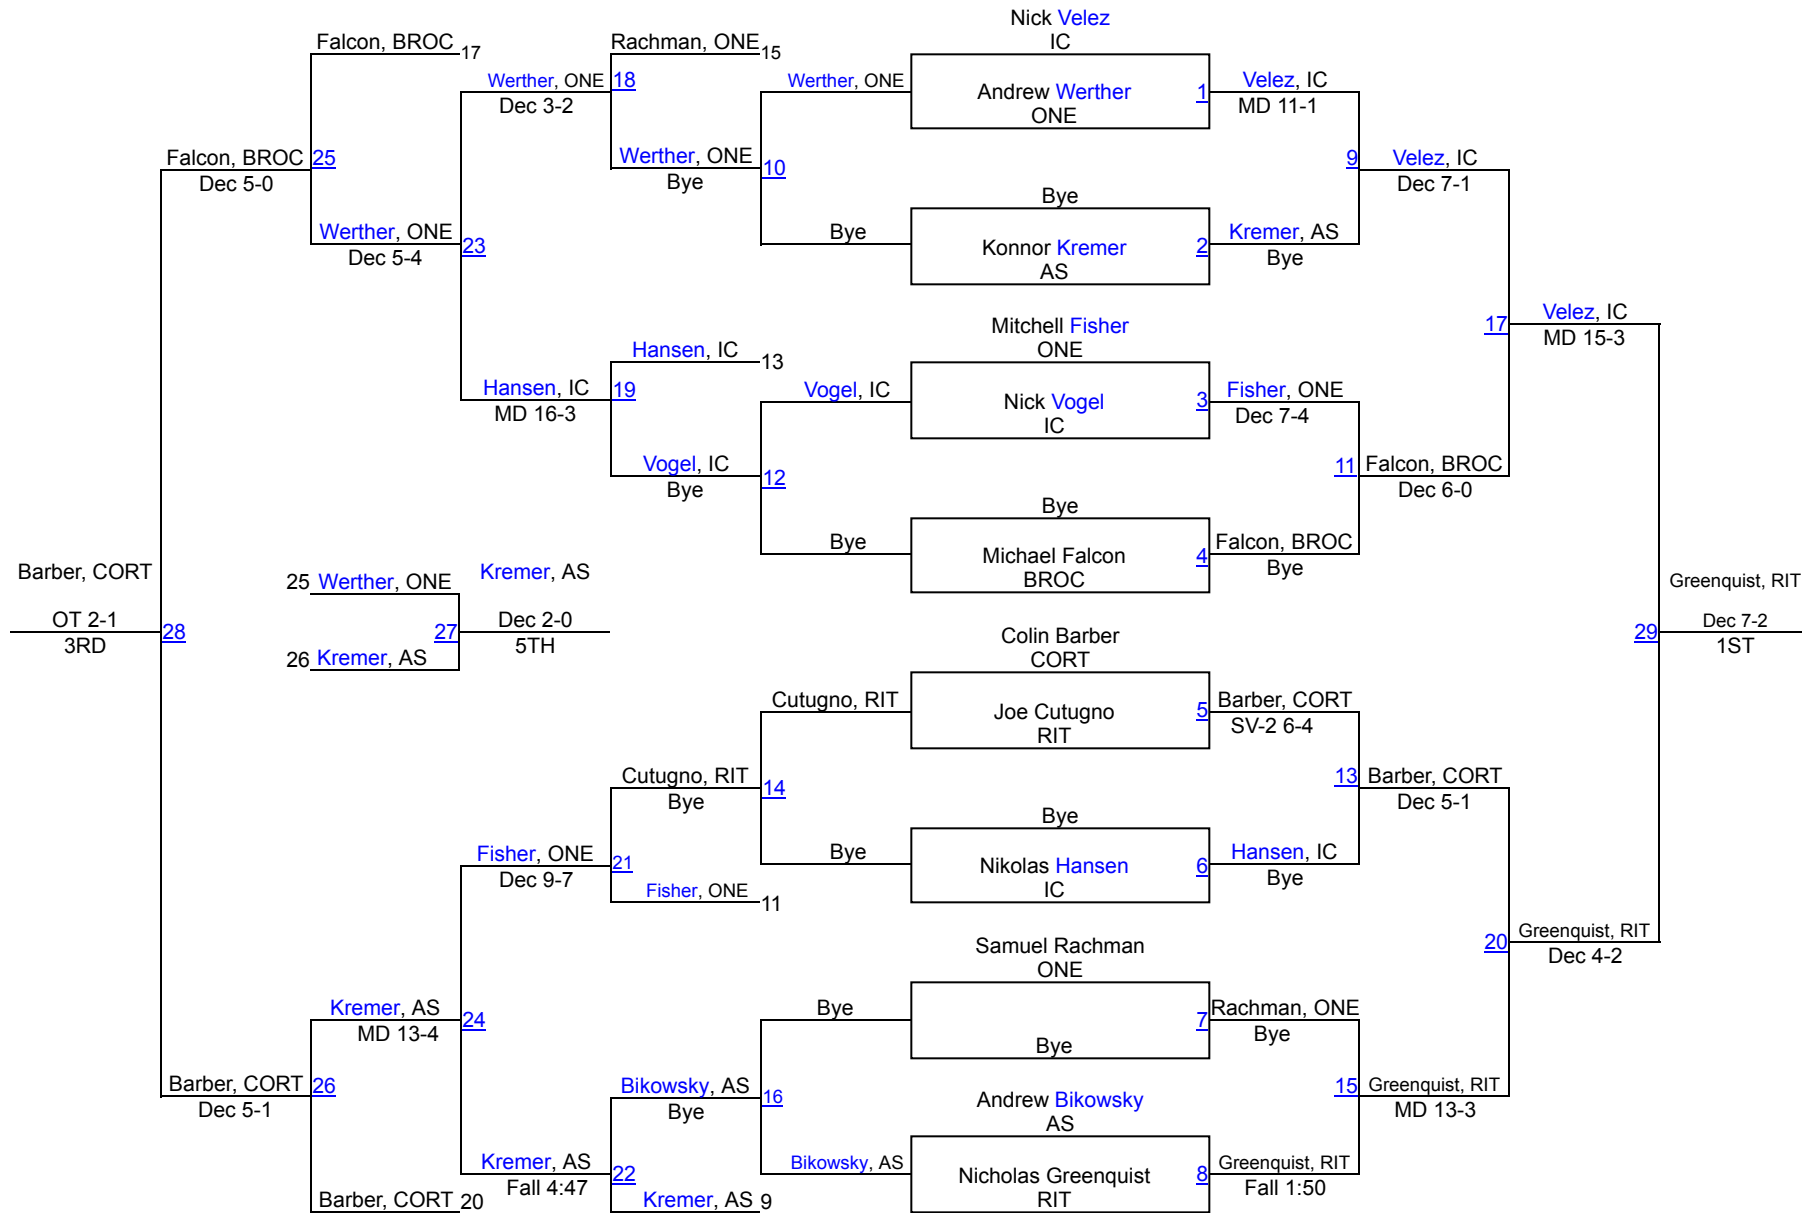 Nick Velez
IC
Falcon, BROC
17
Rachman, ONE
15
Werther, ONE
18
Dec 3-2
Werther, ONE
Andrew Werther
ONE
1
Velez, IC
MD 11-1
Falcon, BROC
25
Dec 5-0
Werther, ONE
10
Bye
9
Velez, IC
Dec 7-1
Bye
Werther, ONE
23
Dec 5-4
Bye
Konnor Kremer
AS
2
Kremer, AS
Bye
Mitchell Fisher
ONE
17
Velez, IC
MD 15-3
Hansen, IC
13
Hansen, IC
19
MD 16-3
Vogel, IC
Nick Vogel
IC
3
Fisher, ONE
Dec 7-4
Vogel, IC
12
Bye
11
Falcon, BROC
Dec 6-0
Bye
Bye
Michael Falcon
BROC
4
Falcon, BROC
Bye
Barber, CORT
25
Werther, ONE
Kremer, AS
Greenquist, RIT
OT 2-1
28
3RD
27
Dec 2-0
5TH
29
Dec 7-2
1ST
26
Kremer, AS
Colin Barber
CORT
Cutugno, RIT
Joe Cutugno
RIT
5
Barber, CORT
SV-2 6-4
Cutugno, RIT
14
Bye
13
Barber, CORT
Dec 5-1
Bye
Fisher, ONE
21
Dec 9-7
Bye
Nikolas Hansen
IC
6
Hansen, IC
Bye
Fisher, ONE
11
Samuel Rachman
ONE
20
Greenquist, RIT
Dec 4-2
Kremer, AS
24
MD 13-4
Bye
Bye
7
Rachman, ONE
Bye
Barber, CORT
26
Dec 5-1
Bikowsky, AS
16
Bye
Andrew Bikowsky
AS
15
Greenquist, RIT
MD 13-3
Kremer, AS
22
Fall 4:47
Bikowsky, AS
Nicholas Greenquist
RIT
8
Greenquist, RIT
Fall 1:50
Barber, CORT
20
Kremer, AS
9